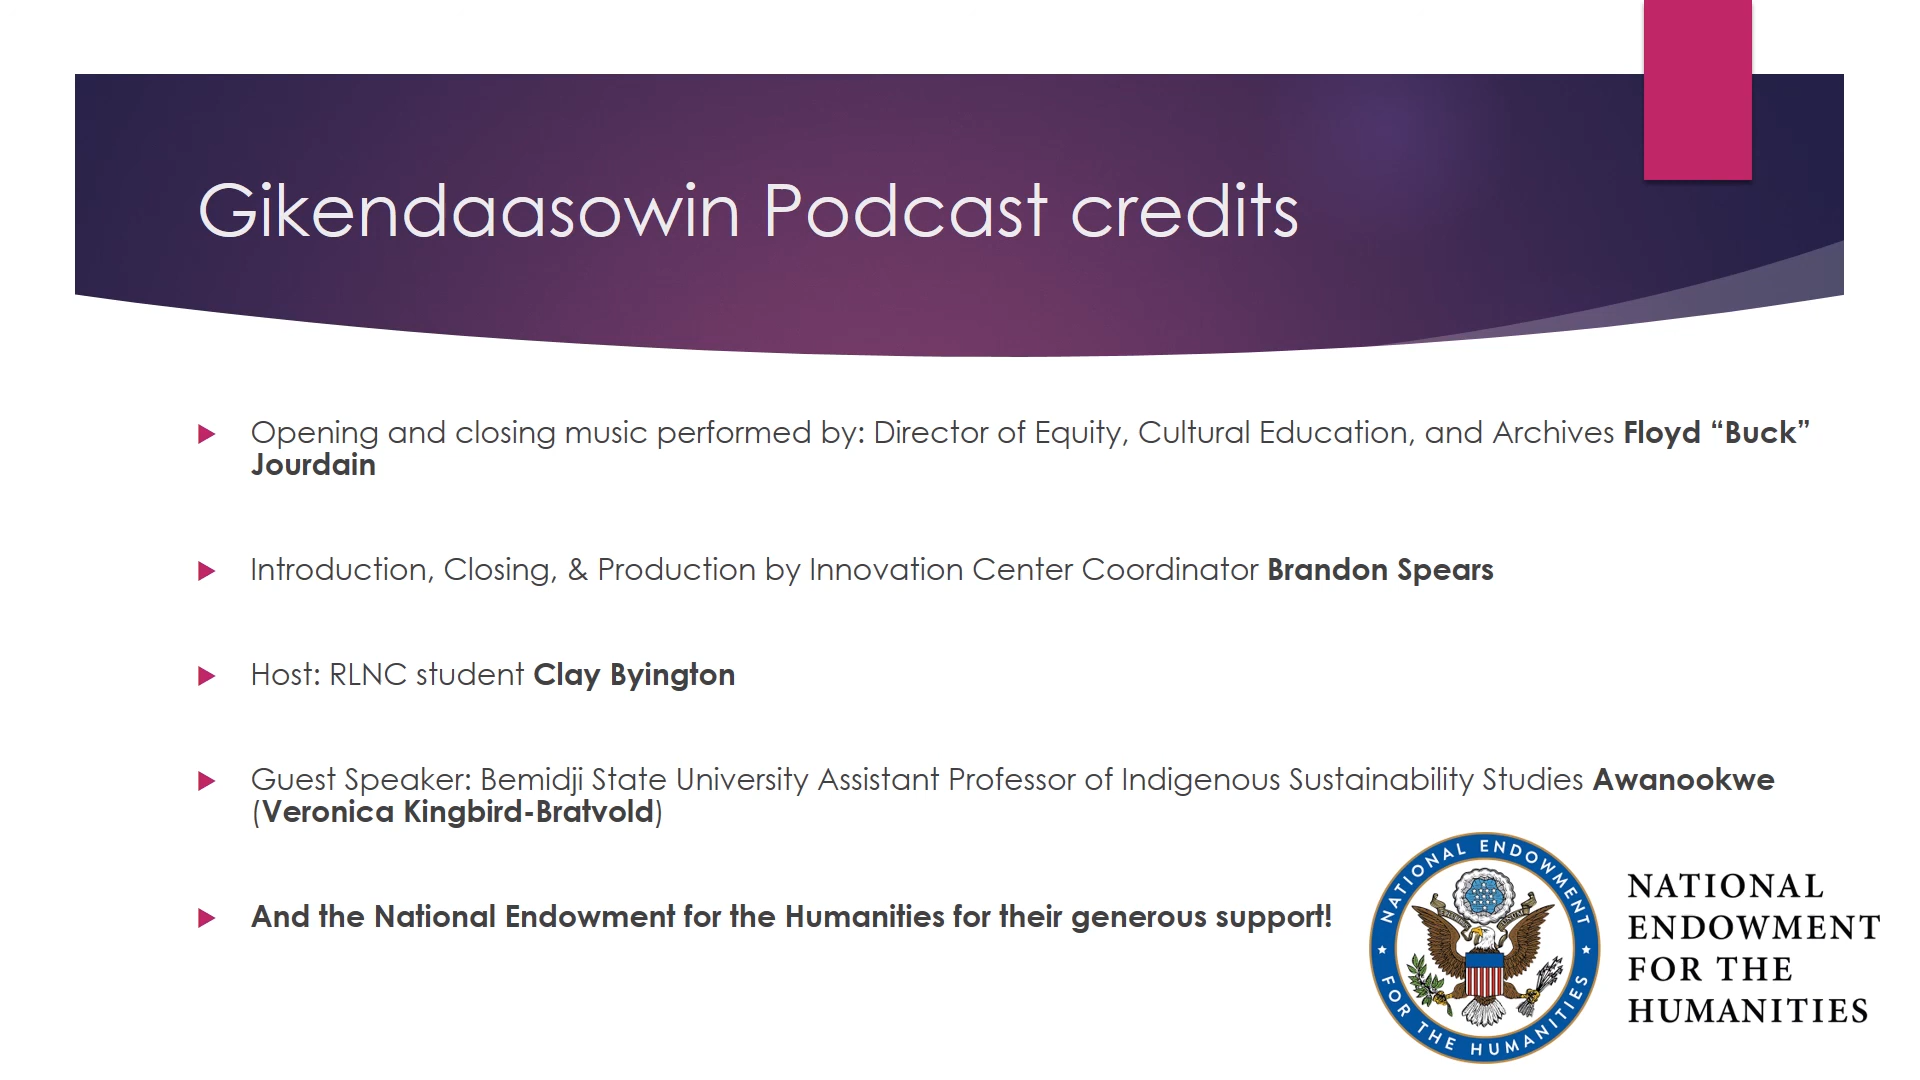 Gikendaasowin Podcast credits
Opening and closing music performed by: Director of Equity, Cultural Education, and Archives Floyd “Buck”
Jourdain
Introduction, Closing, & Production by Innovation Center Coordinator Brandon Spears
Host: RLNC student Clay Byington
Guest Speaker: Bemidji State University Assistant Professor of Indigenous Sustainability Studies Awanookwe
(Veronica Kingbird-Bratvold)
And the National Endowment for the Humanities for their generous support!
NATIONAL ENDOWMENT
FOR THE HUMANITIES
NATIONAL
ENDOWMENT
FOR THE
HUMANITIES